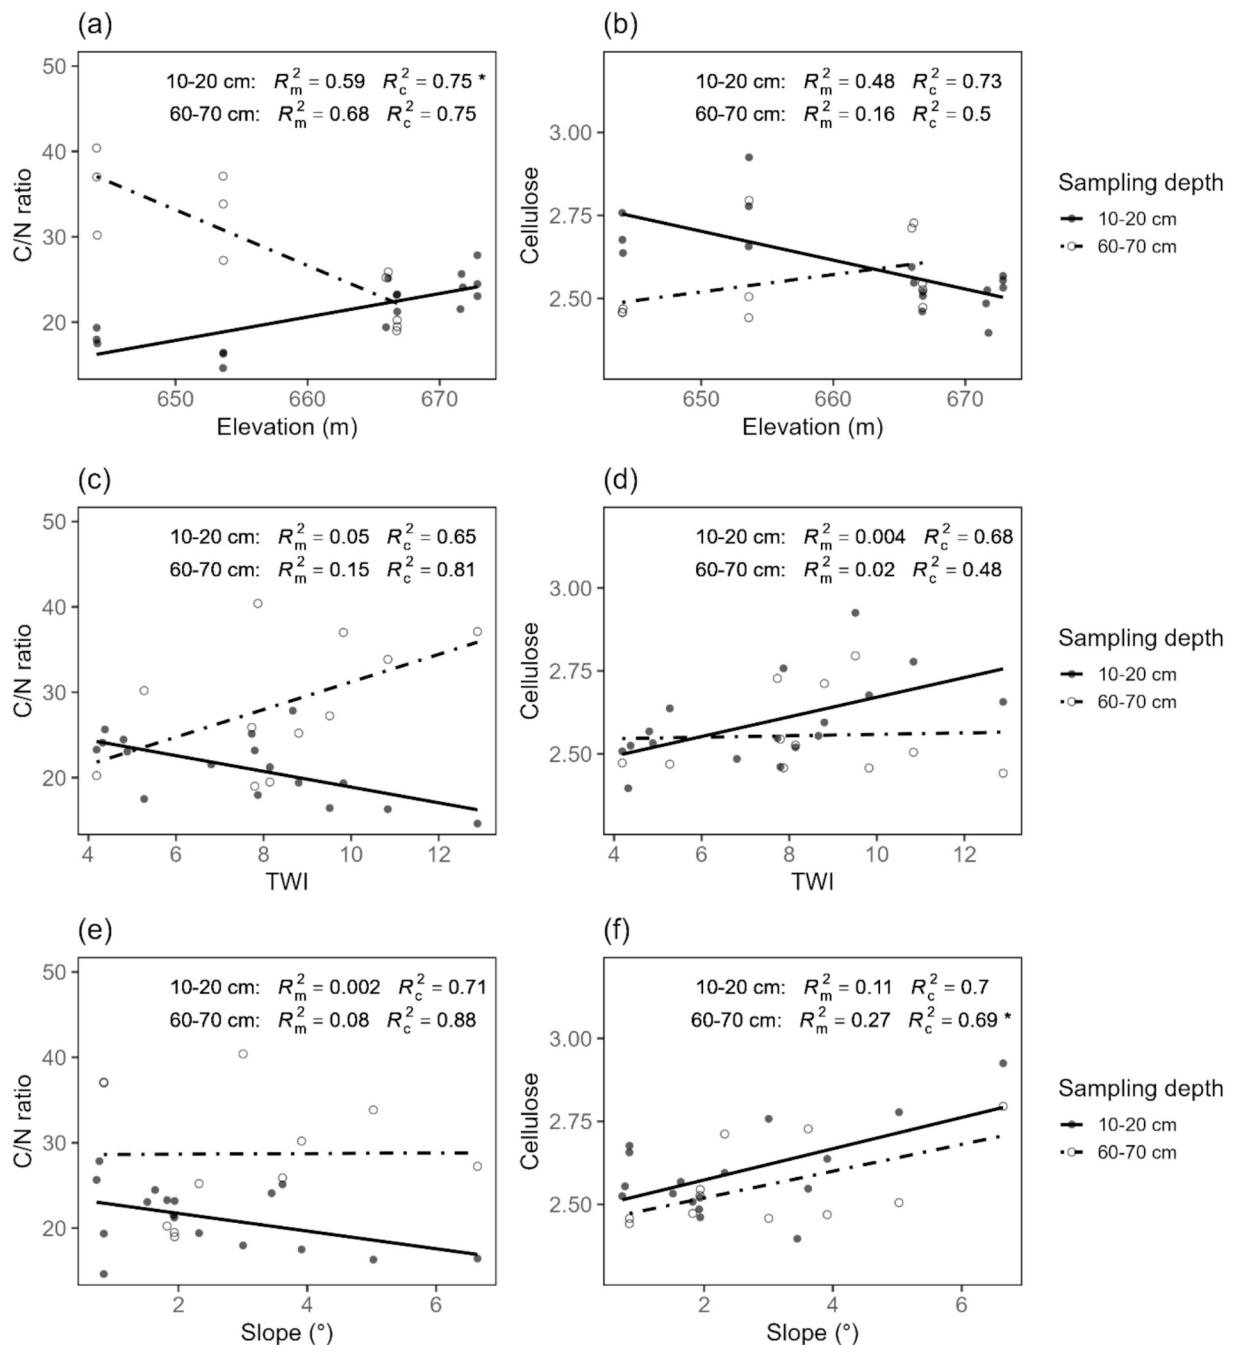 (a)
10-20 cm: R²m = 0.59 R²c = 0.75 *
60-70 cm: R²m = 0.68 R²c = 0.75
50
40
30
20
C/N ratio
650 660 670
Elevation (m)
(b)
10-20 cm: R²m = 0.48 R²c = 0.73
60-70 cm: R²m = 0.16 R²c = 0.5
3.00
2.75
2.50
Cellulose
650 660 670
Elevation (m)
Sampling depth
10-20 cm
60-70 cm
(c)
10-20 cm: R²m = 0.05 R²c = 0.65
60-70 cm: R²m = 0.15 R²c = 0.81
50
40
30
20
C/N ratio
4 6 8 10 12
TWI
(d)
10-20 cm: R²m = 0.004 R²c = 0.68
60-70 cm: R²m = 0.02 R²c = 0.48
3.00
2.75
2.50
Cellulose
4 6 8 10 12
TWI
Sampling depth
10-20 cm
60-70 cm
(e)
10-20 cm: R²m = 0.002 R²c = 0.71
60-70 cm: R²m = 0.08 R²c = 0.88
50
40
30
20
C/N ratio
2 4 6
Slope (°)
(f)
10-20 cm: R²m = 0.11 R²c = 0.7
60-70 cm: R²m = 0.27 R²c = 0.69 *
3.00
2.75
2.50
Cellulose
2 4 6
Slope (°)
Sampling depth
10-20 cm
60-70 cm